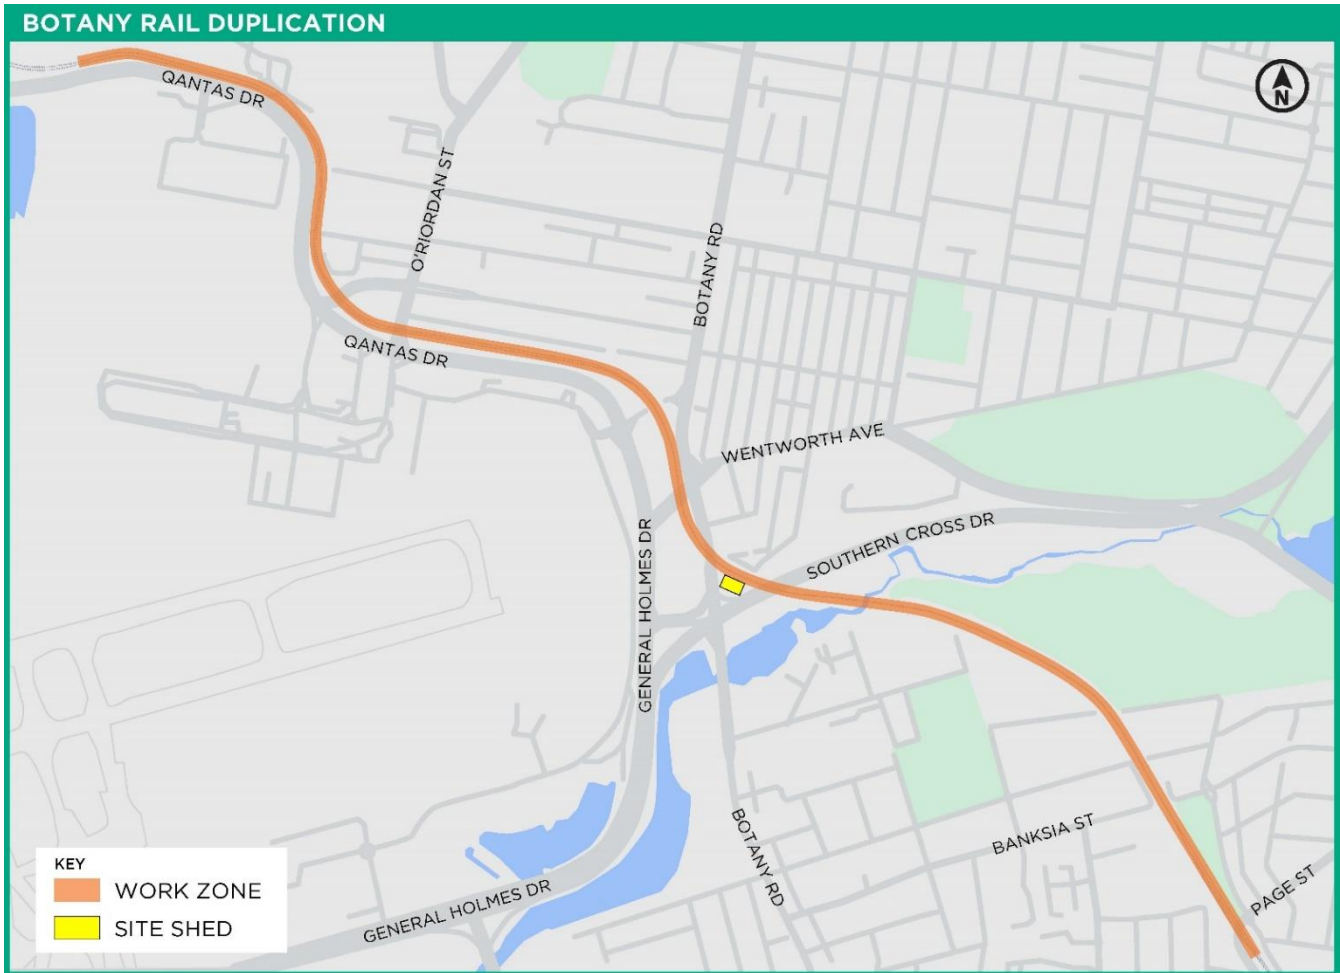 BOTANY RAIL DUPLICATION
N
QANTAS DR
O'RIORDAN ST
BOTANY RD
QANTAS DR
WENTWORTH AVE
SOUTHERN CROSS DR
GENERAL HOLMES DR
BOTANY RD
BANKSIA ST
PAGE ST
GENERAL HOLMES DR
KEY
WORK ZONE
SITE SHED